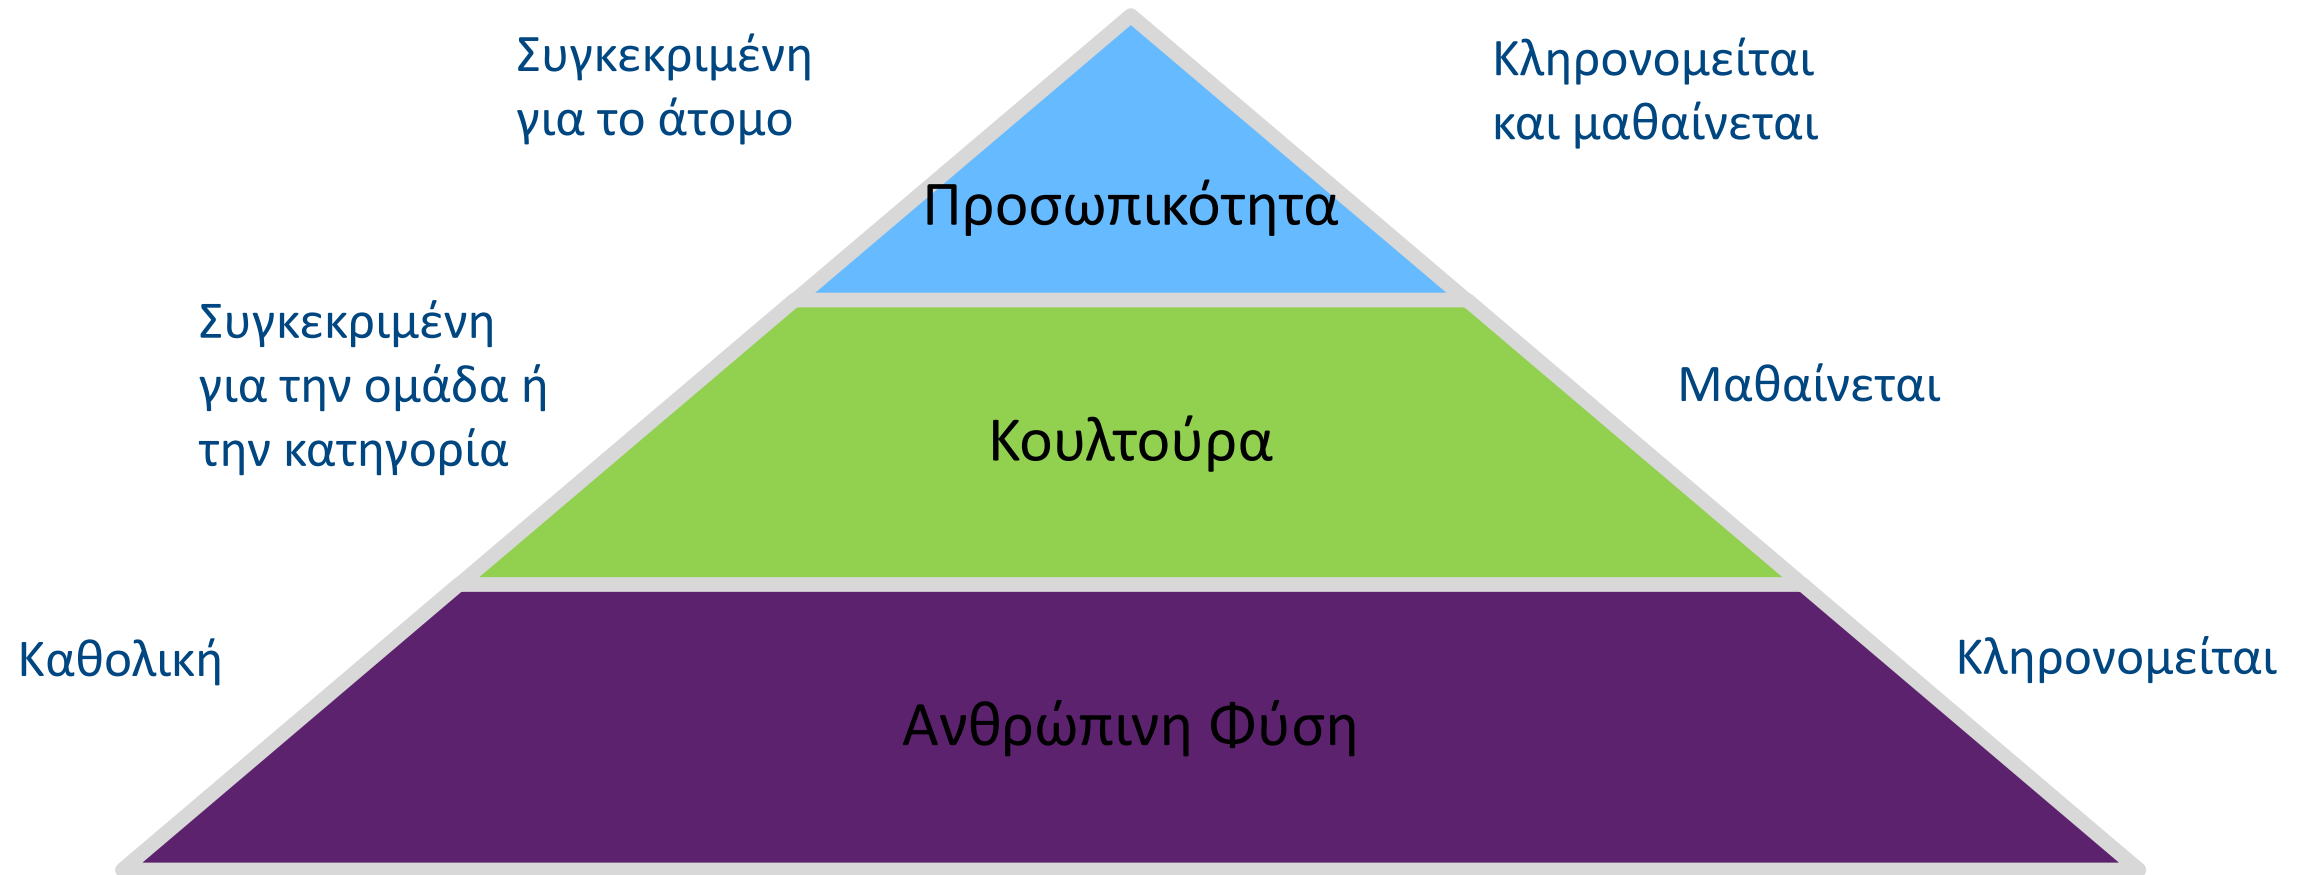 Συγκεκριμένη
για το άτομο
Κληρονομείται
και μαθαίνεται
Προσωπικότητα
Συγκεκριμένη
για την ομάδα ή
την κατηγορία
Κουλτούρα
Μαθαίνεται
Καθολική
Ανθρώπινη Φύση
Κληρονομείται